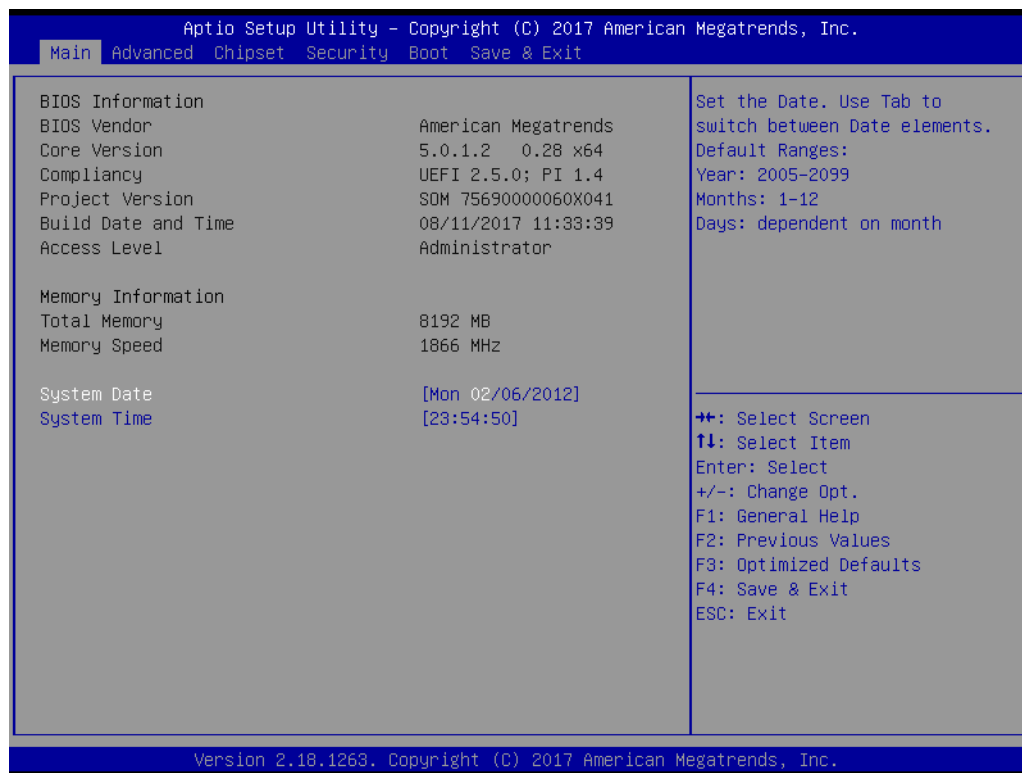 Aptio Setup Utility – Copyright (C) 2017 American Megatrends, Inc.
Main Advanced Chipset Security Boot Save & Exit
BIOS Information
BIOS Vendor American Megatrends
Core Version 5.0.1.2 0.28 x64
Compliancy UEFI 2.5.0; PI 1.4
Project Version SOM 75690000060X041
Build Date and Time 08/11/2017 11:33:39
Access Level Administrator
Memory Information
Total Memory 8192 MB
Memory Speed 1866 MHz
System Date [Mon 02/06/2012]
System Time [23:54:50]
Set the Date. Use Tab to
switch between Date elements.
Default Ranges:
Year: 2005-2099
Months: 1-12
Days: dependent on month
→←: Select Screen
↑↓: Select Item
Enter: Select
+/-: Change Opt.
F1: General Help
F2: Previous Values
F3: Optimized Defaults
F4: Save & Exit
ESC: Exit
Version 2.18.1263. Copyright (C) 2017 American Megatrends, Inc.